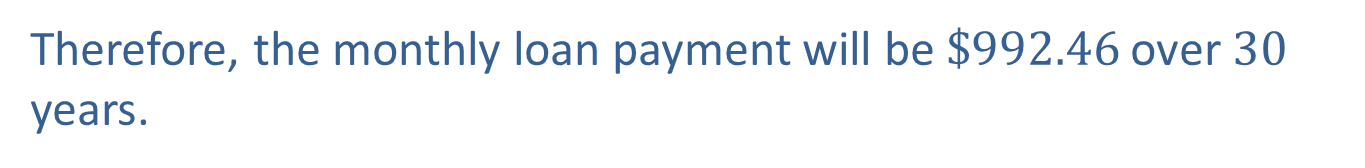 Therefore, the monthly loan payment will be $992.46 over 30
years.